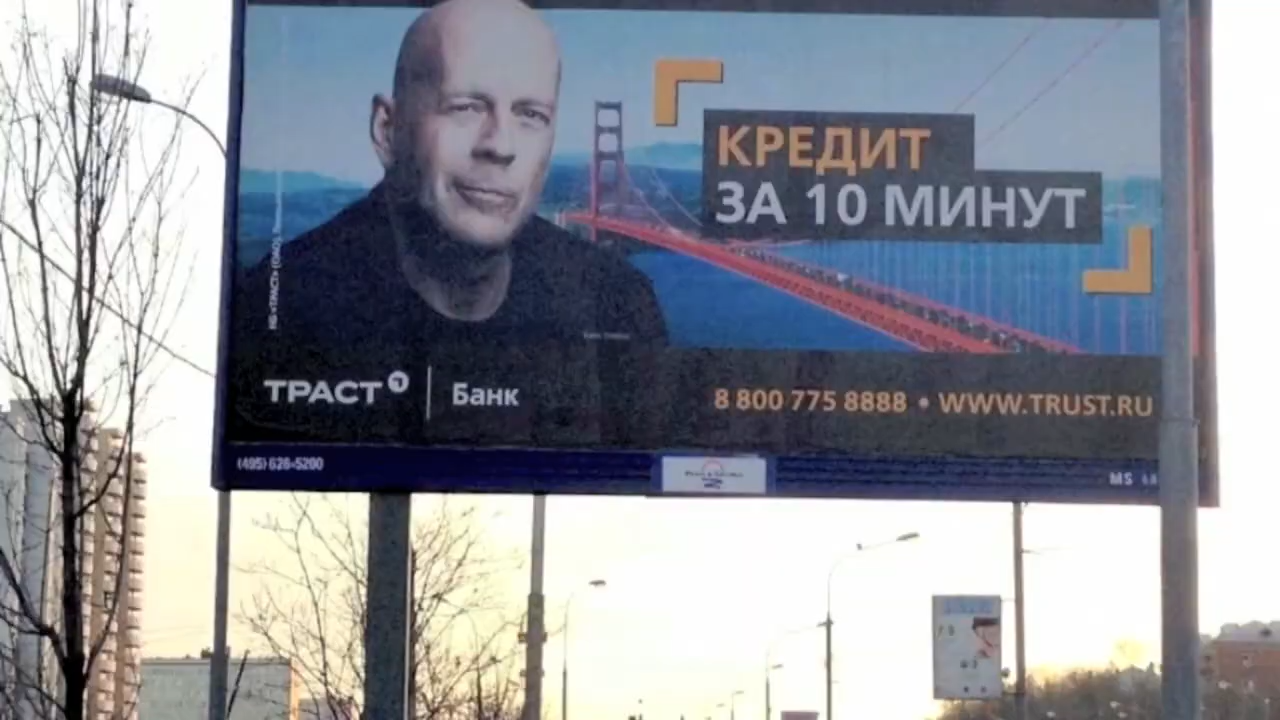 КРЕДИТ
ЗА 10 МИНУТ
ТРАСТ Банк
8 800 775 8888 • WWW.TRUST.RU
(495) 626-5200
MS